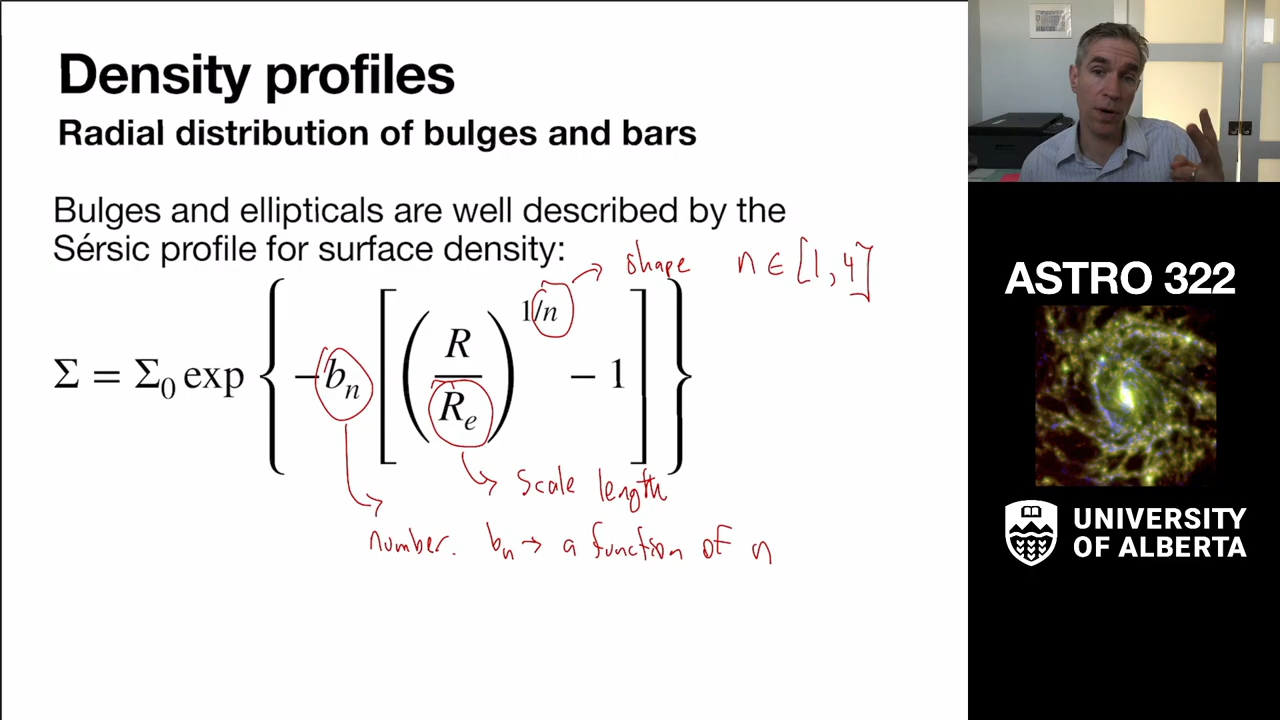 Density profiles
Radial distribution of bulges and bars
Bulges and ellipticals are well described by the
Sérsic profile for surface density:
shape n ∈ [1, 4]
Σ = Σ₀ exp { −bₙ [ ( R / Rₑ )^{1/n} − 1 ] }
scale length
number. bₙ → a function of n
ASTRO 322
UNIVERSITY
OF ALBERTA